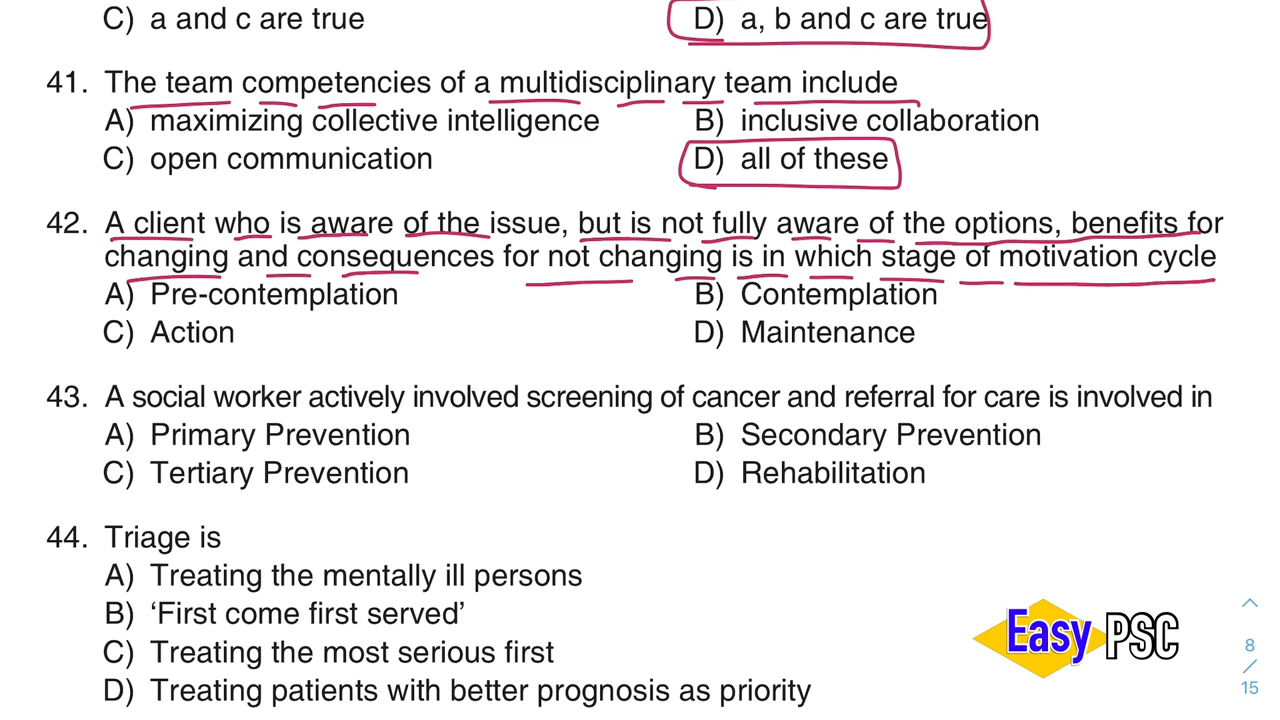 C) a and c are true D) a, b and c are true
41. The team competencies of a multidisciplinary team include
A) maximizing collective intelligence B) inclusive collaboration
C) open communication D) all of these
42. A client who is aware of the issue, but is not fully aware of the options, benefits for
changing and consequences for not changing is in which stage of motivation cycle
A) Pre-contemplation B) Contemplation
C) Action D) Maintenance
43. A social worker actively involved screening of cancer and referral for care is involved in
A) Primary Prevention B) Secondary Prevention
C) Tertiary Prevention D) Rehabilitation
44. Triage is
A) Treating the mentally ill persons
B) ‘First come first served’
C) Treating the most serious first
D) Treating patients with better prognosis as priority
Easy PSC
8
/
15